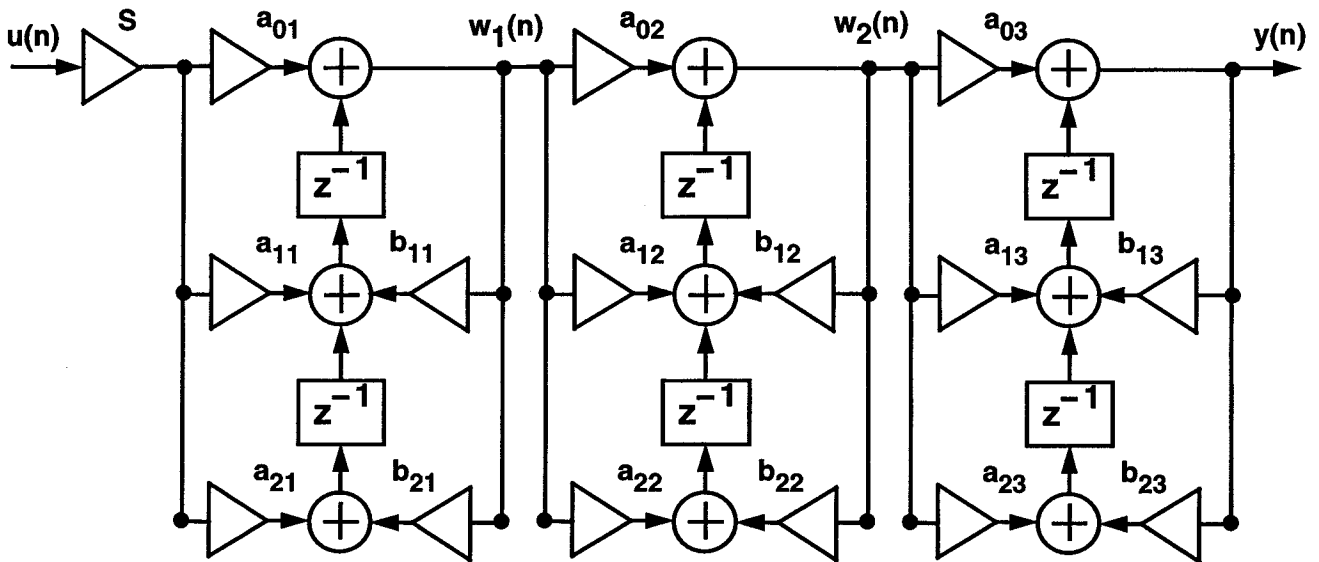 u(n) S a₀₁ w₁(n) a₀₂ w₂(n) a₀₃ y(n)
z⁻¹ z⁻¹ z⁻¹
a₁₁ b₁₁ a₁₂ b₁₂ a₁₃ b₁₃
z⁻¹ z⁻¹ z⁻¹
a₂₁ b₂₁ a₂₂ b₂₂ a₂₃ b₂₃